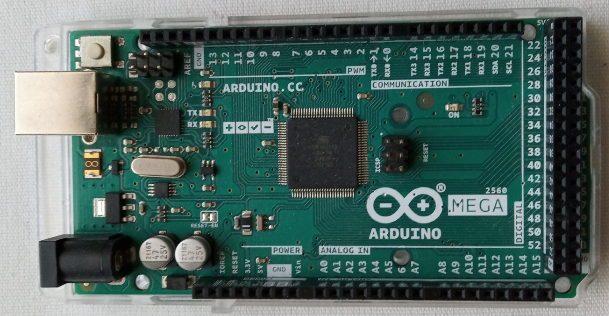 5V
AREF
GND
13 12 11 10 9 8 7 6 5 4 3 2
TX0→1
RX0←0
TX3 14
RX3 15
TX2 16
RX2 17
TX1 18
RX1 19
SDA 20
SCL 21
PWM
COMMUNICATION
ARDUINO.CC
L
TX
RX
ON
ICSP
RESET
22
24
26
28
30
32
34
36
38
40
42
44
46
48
50
52
DIGITAL
2560
MEGA
ARDUINO
RESET-EN
47
25V
47
25V
POWER
ANALOG IN
IOREF
RESET
3.3V
5V
GND
Vin
A0 A1 A2 A3 A4 A5 A6 A7
A8 A9 A10 A11 A12 A13 A14 A15